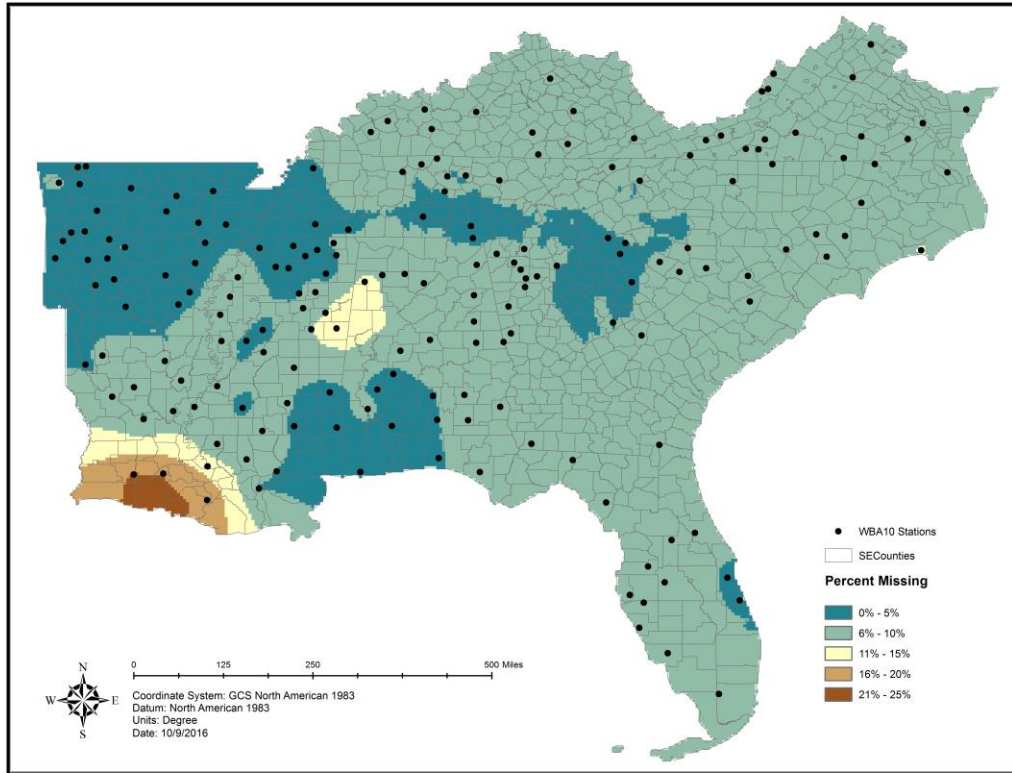 WBA10 Stations
SECounties
Percent Missing
0% - 5%
6% - 10%
11% - 15%
16% - 20%
21% - 25%
0 125 250 500 Miles
N
W E
S
Coordinate System: GCS North American 1983
Datum: North American 1983
Units: Degree
Date: 10/9/2016